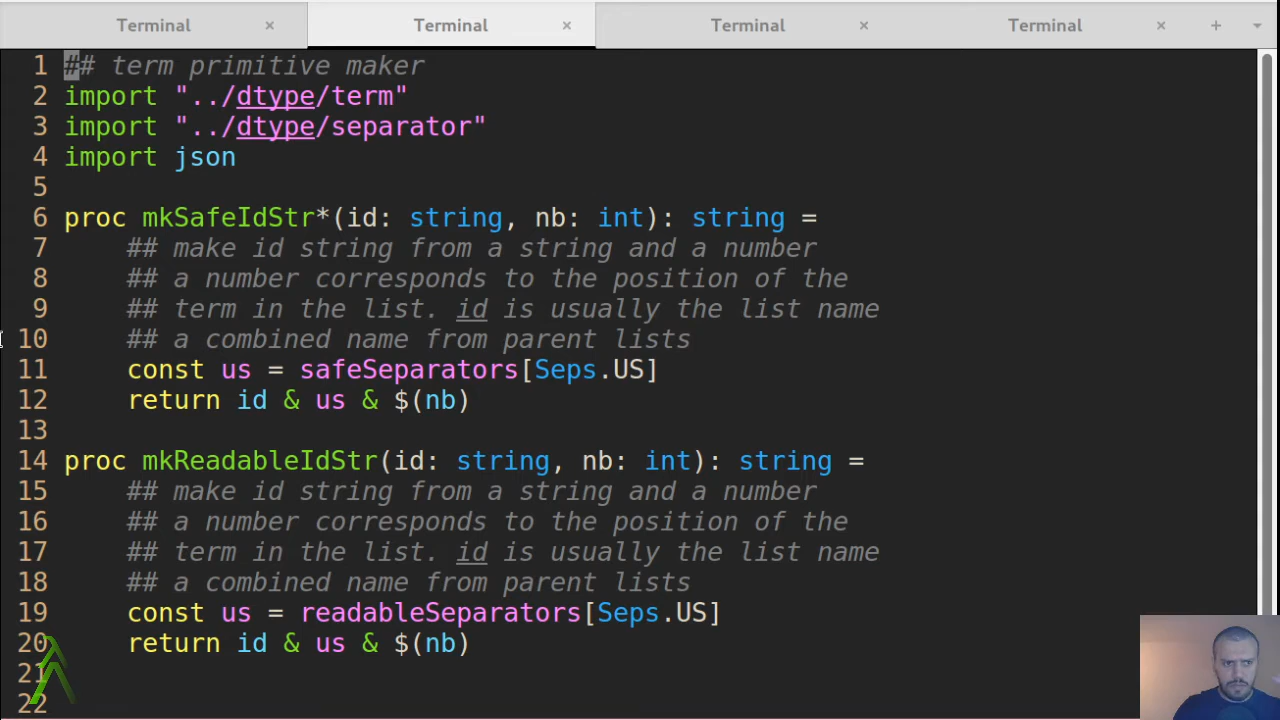 Terminal × Terminal × Terminal × Terminal × +
1 ## term primitive maker
2 import "../dtype/term"
3 import "../dtype/separator"
4 import json
5
6 proc mkSafeIdStr*(id: string, nb: int): string =
7 ## make id string from a string and a number
8 ## a number corresponds to the position of the
9 ## term in the list. id is usually the list name
10 ## a combined name from parent lists
11 const us = safeSeparators[Seps.US]
12 return id & us & $(nb)
13
14 proc mkReadableIdStr(id: string, nb: int): string =
15 ## make id string from a string and a number
16 ## a number corresponds to the position of the
17 ## term in the list. id is usually the list name
18 ## a combined name from parent lists
19 const us = readableSeparators[Seps.US]
20 return id & us & $(nb)
21
22